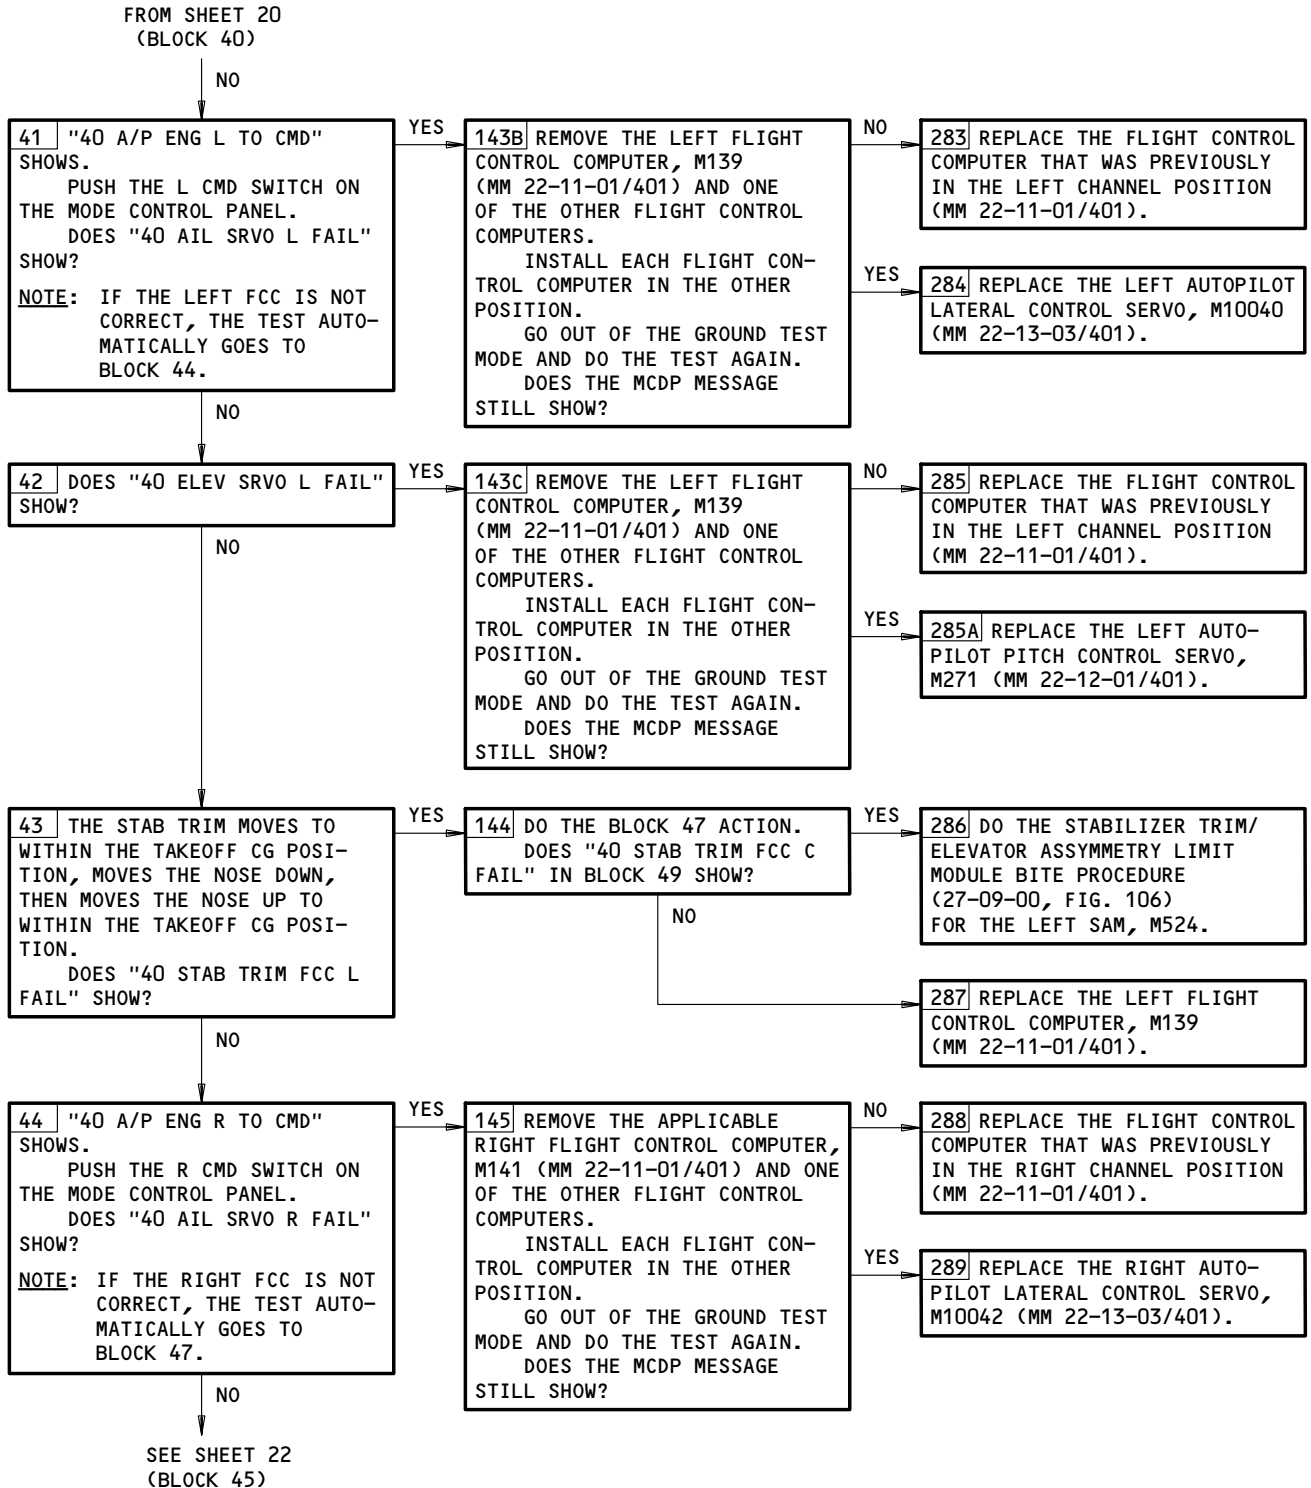 FROM SHEET 20
(BLOCK 40)
NO
41 "40 A/P ENG L TO CMD"
SHOWS.
PUSH THE L CMD SWITCH ON
THE MODE CONTROL PANEL.
DOES "40 AIL SRVO L FAIL"
SHOW?
NOTE: IF THE LEFT FCC IS NOT
CORRECT, THE TEST AUTO-
MATICALLY GOES TO
BLOCK 44.
YES
143B REMOVE THE LEFT FLIGHT
CONTROL COMPUTER, M139
(MM 22-11-01/401) AND ONE
OF THE OTHER FLIGHT CONTROL
COMPUTERS.
INSTALL EACH FLIGHT CON-
TROL COMPUTER IN THE OTHER
POSITION.
GO OUT OF THE GROUND TEST
MODE AND DO THE TEST AGAIN.
DOES THE MCDP MESSAGE
STILL SHOW?
NO
283 REPLACE THE FLIGHT CONTROL
COMPUTER THAT WAS PREVIOUSLY
IN THE LEFT CHANNEL POSITION
(MM 22-11-01/401).
YES
284 REPLACE THE LEFT AUTOPILOT
LATERAL CONTROL SERVO, M10040
(MM 22-13-03/401).
NO
42 DOES "40 ELEV SRVO L FAIL"
SHOW?
YES
143C REMOVE THE LEFT FLIGHT
CONTROL COMPUTER, M139
(MM 22-11-01/401) AND ONE
OF THE OTHER FLIGHT CONTROL
COMPUTERS.
INSTALL EACH FLIGHT CON-
TROL COMPUTER IN THE OTHER
POSITION.
GO OUT OF THE GROUND TEST
MODE AND DO THE TEST AGAIN.
DOES THE MCDP MESSAGE
STILL SHOW?
NO
285 REPLACE THE FLIGHT CONTROL
COMPUTER THAT WAS PREVIOUSLY
IN THE LEFT CHANNEL POSITION
(MM 22-11-01/401).
YES
285A REPLACE THE LEFT AUTO-
PILOT PITCH CONTROL SERVO,
M271 (MM 22-12-01/401).
NO
43 THE STAB TRIM MOVES TO
WITHIN THE TAKEOFF CG POSI-
TION, MOVES THE NOSE DOWN,
THEN MOVES THE NOSE UP TO
WITHIN THE TAKEOFF CG POSI-
TION.
DOES "40 STAB TRIM FCC L
FAIL" SHOW?
YES
144 DO THE BLOCK 47 ACTION.
DOES "40 STAB TRIM FCC C
FAIL" IN BLOCK 49 SHOW?
YES
286 DO THE STABILIZER TRIM/
ELEVATOR ASSYMMETRY LIMIT
MODULE BITE PROCEDURE
(27-09-00, FIG. 106)
FOR THE LEFT SAM, M524.
NO
287 REPLACE THE LEFT FLIGHT
CONTROL COMPUTER, M139
(MM 22-11-01/401).
NO
44 "40 A/P ENG R TO CMD"
SHOWS.
PUSH THE R CMD SWITCH ON
THE MODE CONTROL PANEL.
DOES "40 AIL SRVO R FAIL"
SHOW?
NOTE: IF THE RIGHT FCC IS NOT
CORRECT, THE TEST AUTO-
MATICALLY GOES TO
BLOCK 47.
YES
145 REMOVE THE APPLICABLE
RIGHT FLIGHT CONTROL COMPUTER,
M141 (MM 22-11-01/401) AND ONE
OF THE OTHER FLIGHT CONTROL
COMPUTERS.
INSTALL EACH FLIGHT CON-
TROL COMPUTER IN THE OTHER
POSITION.
GO OUT OF THE GROUND TEST
MODE AND DO THE TEST AGAIN.
DOES THE MCDP MESSAGE
STILL SHOW?
NO
288 REPLACE THE FLIGHT CONTROL
COMPUTER THAT WAS PREVIOUSLY
IN THE RIGHT CHANNEL POSITION
(MM 22-11-01/401).
YES
289 REPLACE THE RIGHT AUTO-
PILOT LATERAL CONTROL SERVO,
M10042 (MM 22-13-03/401).
NO
SEE SHEET 22
(BLOCK 45)